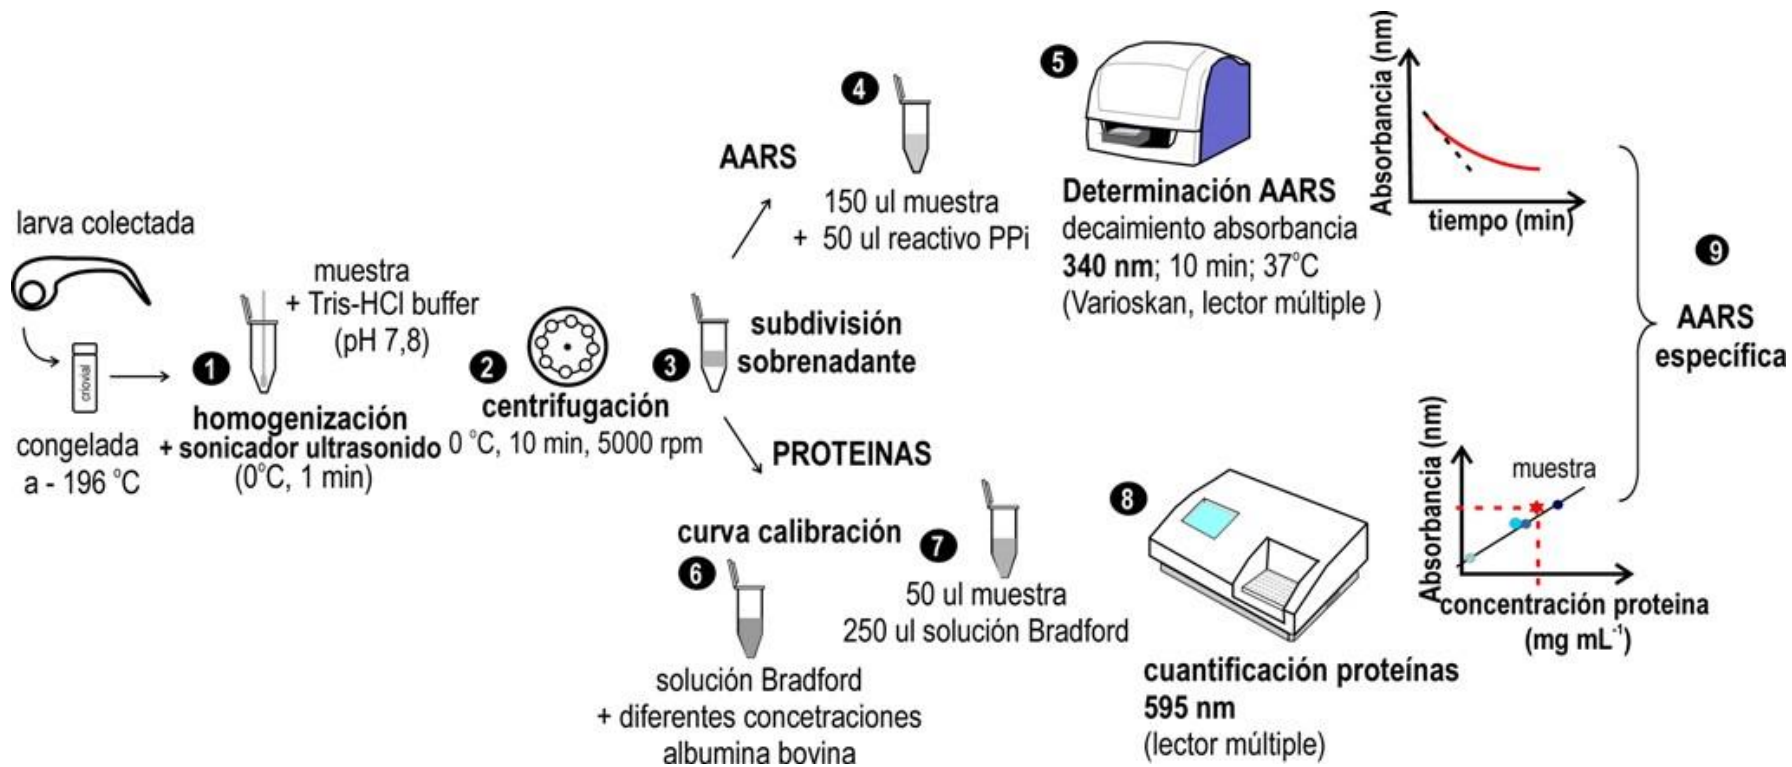 larva colectada
criovial
congelada
a - 196 °C
1
muestra
+ Tris-HCl buffer
(pH 7,8)
homogenización
+ sonicador ultrasonido
(0°C, 1 min)
2
centrifugación
0 °C, 10 min, 5000 rpm
3
subdivisión
sobrenadante
AARS
4
150 ul muestra
+ 50 ul reactivo PPi
5
Determinación AARS
decaimiento absorbancia
340 nm; 10 min; 37°C
(Varioskan, lector múltiple )
Absorbancia (nm)
tiempo (min)
PROTEINAS
curva calibración
6
solución Bradford
+ diferentes concetraciones
albumina bovina
7
50 ul muestra
250 ul solución Bradford
8
cuantificación proteínas
595 nm
(lector múltiple)
Absorbancia (nm)
muestra
concentración proteina
(mg mL⁻¹)
9
AARS
específica